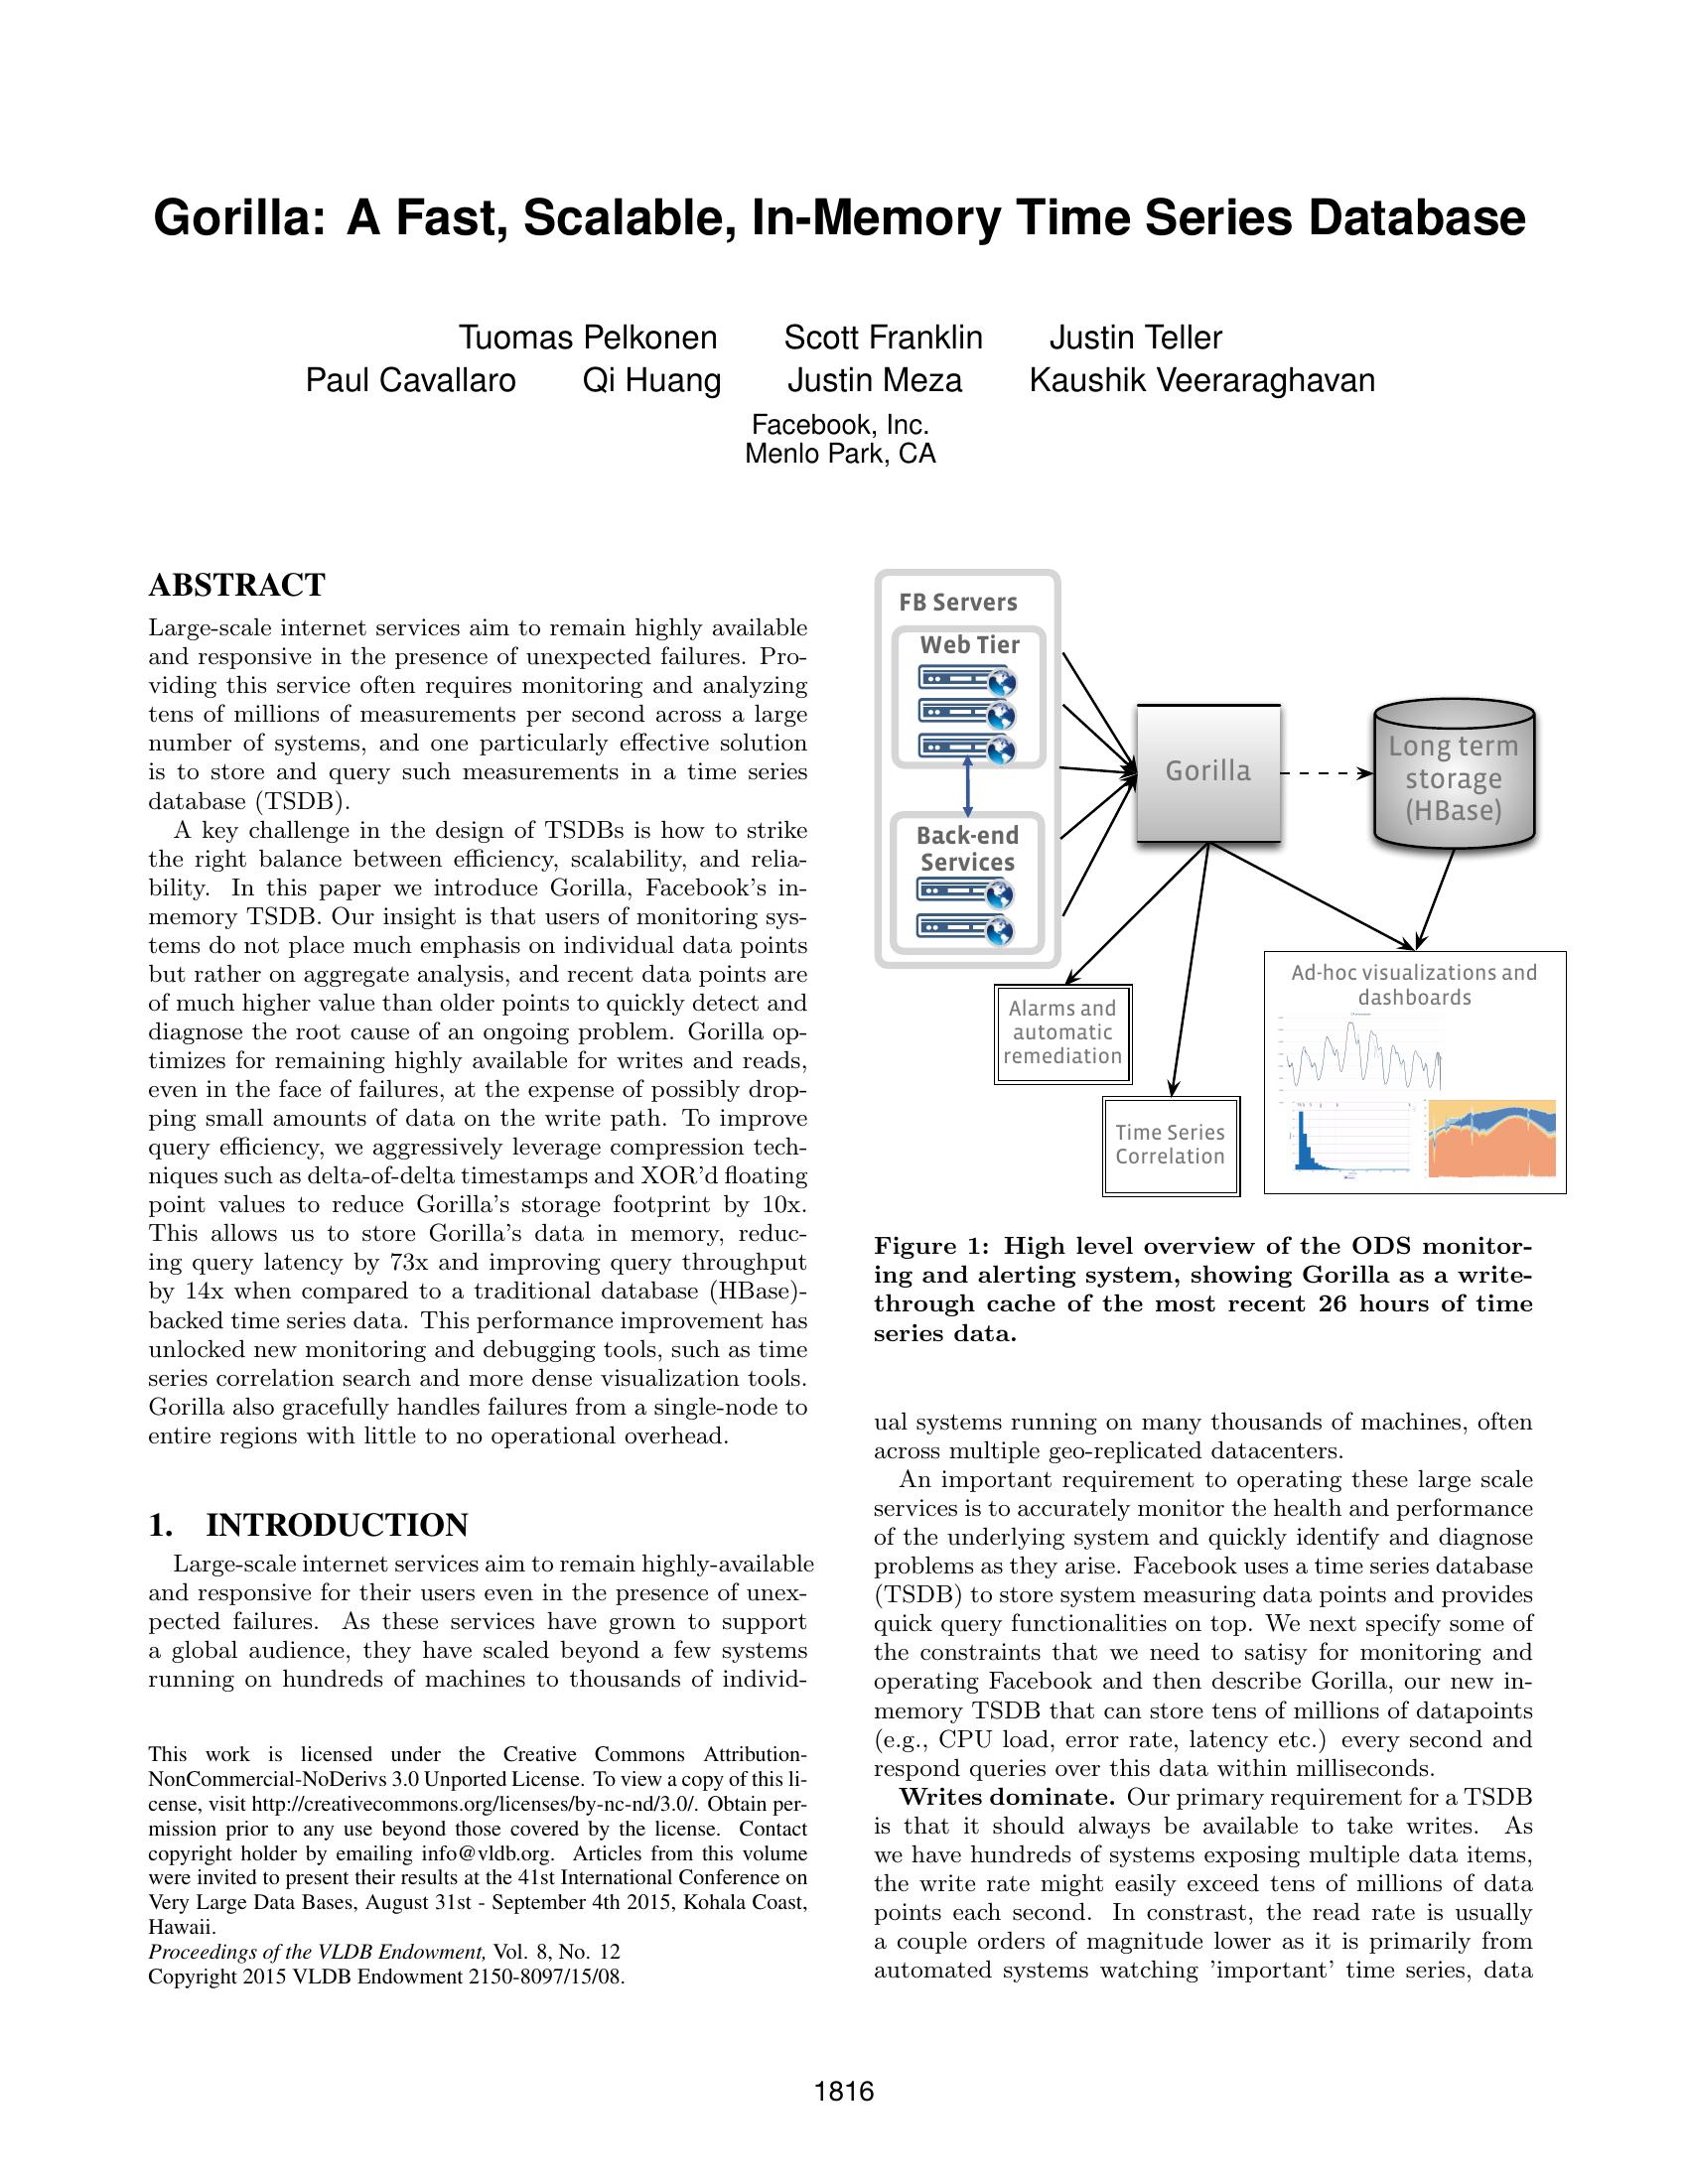 Gorilla: A Fast, Scalable, In-Memory Time Series Database
Tuomas Pelkonen Scott Franklin Justin Teller
Paul Cavallaro Qi Huang Justin Meza Kaushik Veeraraghavan
Facebook, Inc.
Menlo Park, CA
ABSTRACT
Large-scale internet services aim to remain highly available
and responsive in the presence of unexpected failures. Pro-
viding this service often requires monitoring and analyzing
tens of millions of measurements per second across a large
number of systems, and one particularly effective solution
is to store and query such measurements in a time series
database (TSDB).
A key challenge in the design of TSDBs is how to strike
the right balance between efficiency, scalability, and relia-
bility. In this paper we introduce Gorilla, Facebook's in-
memory TSDB. Our insight is that users of monitoring sys-
tems do not place much emphasis on individual data points
but rather on aggregate analysis, and recent data points are
of much higher value than older points to quickly detect and
diagnose the root cause of an ongoing problem. Gorilla op-
timizes for remaining highly available for writes and reads,
even in the face of failures, at the expense of possibly drop-
ping small amounts of data on the write path. To improve
query efficiency, we aggressively leverage compression tech-
niques such as delta-of-delta timestamps and XOR'd floating
point values to reduce Gorilla's storage footprint by 10x.
This allows us to store Gorilla's data in memory, reduc-
ing query latency by 73x and improving query throughput
by 14x when compared to a traditional database (HBase)-
backed time series data. This performance improvement has
unlocked new monitoring and debugging tools, such as time
series correlation search and more dense visualization tools.
Gorilla also gracefully handles failures from a single-node to
entire regions with little to no operational overhead.
1. INTRODUCTION
Large-scale internet services aim to remain highly-available
and responsive for their users even in the presence of unex-
pected failures. As these services have grown to support
a global audience, they have scaled beyond a few systems
running on hundreds of machines to thousands of individ-
This work is licensed under the Creative Commons Attribution-
NonCommercial-NoDerivs 3.0 Unported License. To view a copy of this li-
cense, visit http://creativecommons.org/licenses/by-nc-nd/3.0/. Obtain per-
mission prior to any use beyond those covered by the license. Contact
copyright holder by emailing info@vldb.org. Articles from this volume
were invited to present their results at the 41st International Conference on
Very Large Data Bases, August 31st - September 4th 2015, Kohala Coast,
Hawaii.
Proceedings of the VLDB Endowment, Vol. 8, No. 12
Copyright 2015 VLDB Endowment 2150-8097/15/08.
FB Servers
Web Tier
Back-end
Services
Gorilla
Long term
storage
(HBase)
Alarms and
automatic
remediation
Time Series
Correlation
Ad-hoc visualizations and
dashboards
Figure 1: High level overview of the ODS monitor-
ing and alerting system, showing Gorilla as a write-
through cache of the most recent 26 hours of time
series data.
ual systems running on many thousands of machines, often
across multiple geo-replicated datacenters.
An important requirement to operating these large scale
services is to accurately monitor the health and performance
of the underlying system and quickly identify and diagnose
problems as they arise. Facebook uses a time series database
(TSDB) to store system measuring data points and provides
quick query functionalities on top. We next specify some of
the constraints that we need to satisy for monitoring and
operating Facebook and then describe Gorilla, our new in-
memory TSDB that can store tens of millions of datapoints
(e.g., CPU load, error rate, latency etc.) every second and
respond queries over this data within milliseconds.
Writes dominate. Our primary requirement for a TSDB
is that it should always be available to take writes. As
we have hundreds of systems exposing multiple data items,
the write rate might easily exceed tens of millions of data
points each second. In constrast, the read rate is usually
a couple orders of magnitude lower as it is primarily from
automated systems watching 'important' time series, data
1816